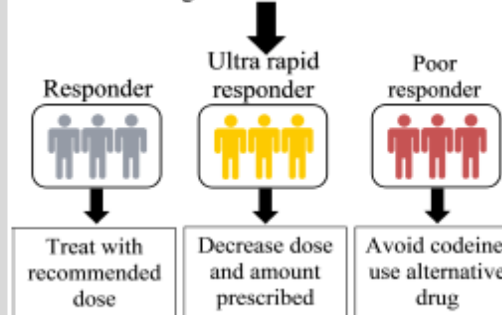 Responder
Ultra rapid
responder
Poor
responder
Treat with
recommended
dose
Decrease dose
and amount
prescribed
Avoid codeine
use alternative
drug